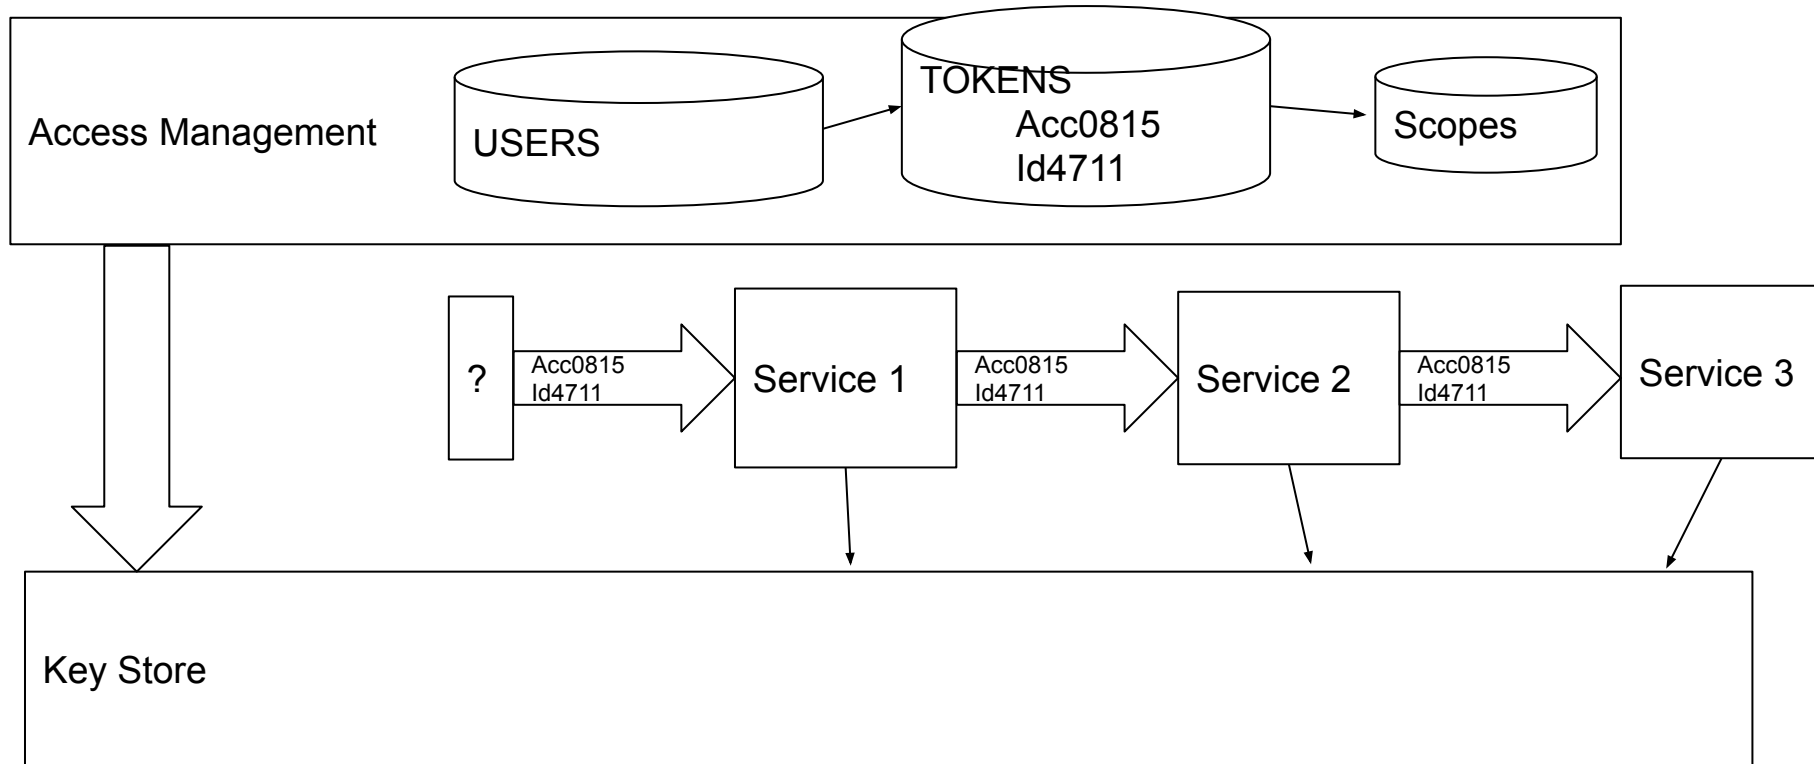 Access Management
USERS
TOKENS
Acc0815
Id4711
Scopes
?
Acc0815
Id4711
Service 1
Acc0815
Id4711
Service 2
Acc0815
Id4711
Service 3
Key Store